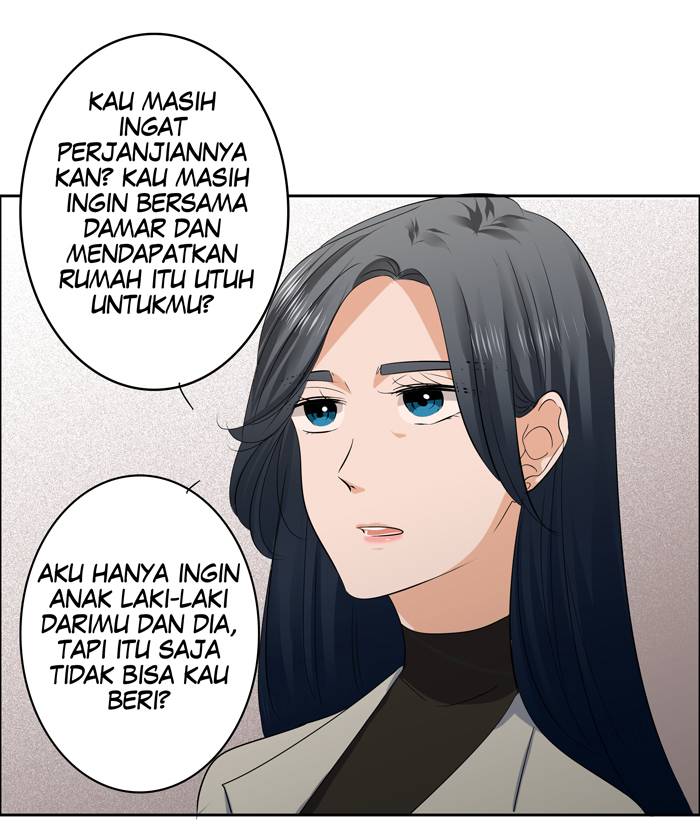 KAU MASIH
INGAT
PERJANJIANNYA
KAN? KAU MASIH
INGIN BERSAMA
DAMAR DAN
MENDAPATKAN
RUMAH ITU UTUH
UNTUKMU?
AKU HANYA INGIN
ANAK LAKI-LAKI
DARIMU DAN DIA,
TAPI ITU SAJA
TIDAK BISA KAU
BERI?